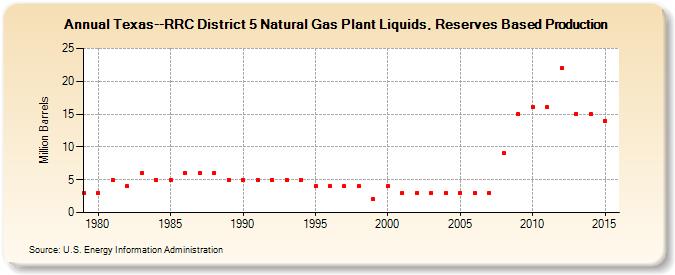 Annual Texas--RRC District 5 Natural Gas Plant Liquids, Reserves Based Production
Million Barrels
25
20
15
10
5
0
1980 1985 1990 1995 2000 2005 2010 2015
Source: U.S. Energy Information Administration